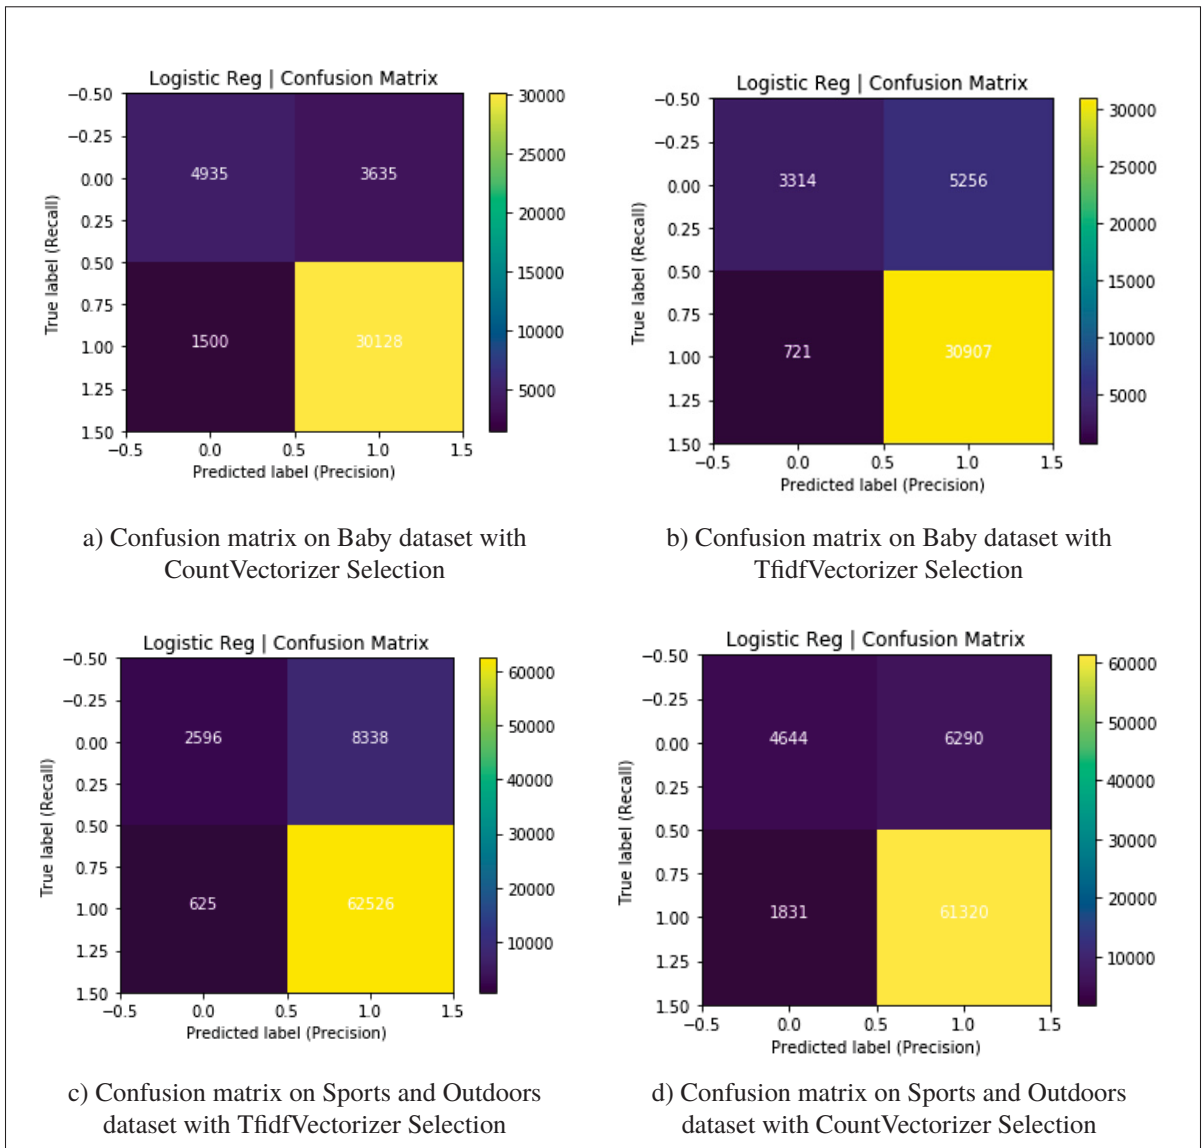 Logistic Reg | Confusion Matrix
−0.50
−0.25
0.00
0.25
0.50
0.75
1.00
1.25
1.50
True label (Recall)
4935 3635
1500 30128
−0.5 0.0 0.5 1.0 1.5
Predicted label (Precision)
30000
25000
20000
15000
10000
5000
a) Confusion matrix on Baby dataset with
CountVectorizer Selection
Logistic Reg | Confusion Matrix
−0.50
−0.25
0.00
0.25
0.50
0.75
1.00
1.25
1.50
True label (Recall)
3314 5256
721 30907
−0.5 0.0 0.5 1.0 1.5
Predicted label (Precision)
30000
25000
20000
15000
10000
5000
b) Confusion matrix on Baby dataset with
TfidfVectorizer Selection
Logistic Reg | Confusion Matrix
−0.50
−0.25
0.00
0.25
0.50
0.75
1.00
1.25
1.50
True label (Recall)
2596 8338
625 62526
−0.5 0.0 0.5 1.0 1.5
Predicted label (Precision)
60000
50000
40000
30000
20000
10000
c) Confusion matrix on Sports and Outdoors
dataset with TfidfVectorizer Selection
Logistic Reg | Confusion Matrix
−0.50
−0.25
0.00
0.25
0.50
0.75
1.00
1.25
1.50
True label (Recall)
4644 6290
1831 61320
−0.5 0.0 0.5 1.0 1.5
Predicted label (Precision)
60000
50000
40000
30000
20000
10000
d) Confusion matrix on Sports and Outdoors
dataset with CountVectorizer Selection